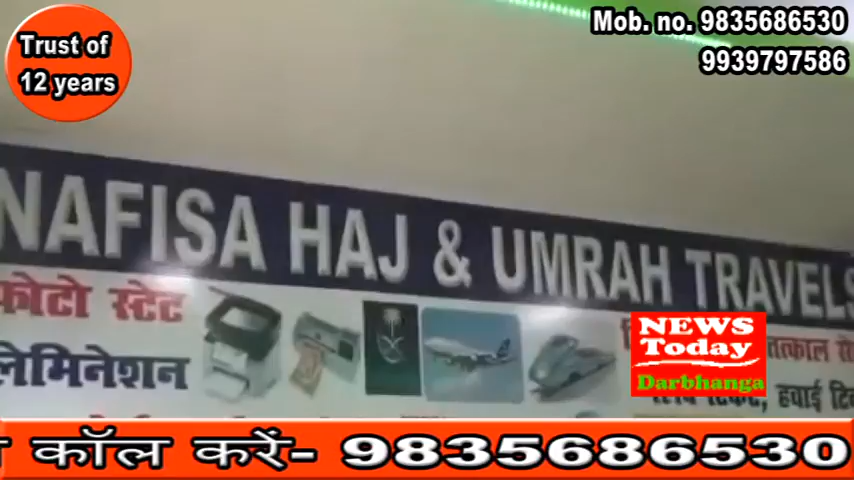 Trust of
12 years
Mob. no. 9835686530
9939797586
NAFISA HAJ & UMRAH TRAVELS
फोटो स्टेट
लेमिनेशन
तत्काल
हवाई
NEWS
Today
Darbhanga
कॉल करें- 9835686530